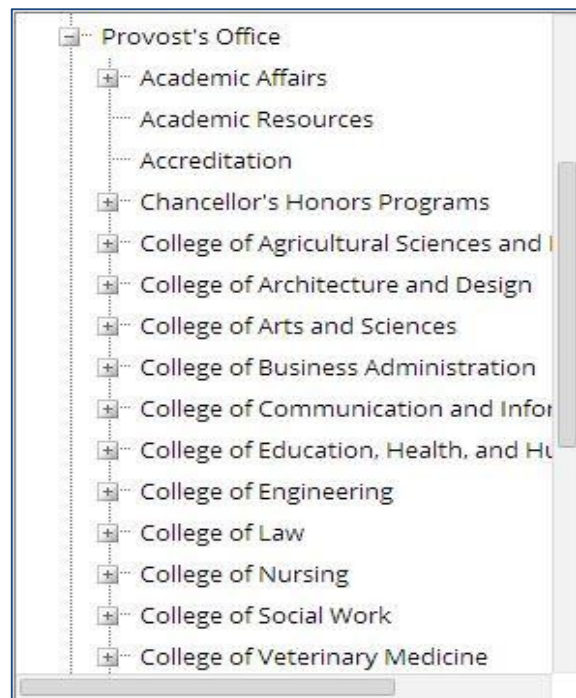 Provost's Office
Academic Affairs
Academic Resources
Accreditation
Chancellor's Honors Programs
College of Agricultural Sciences and
College of Architecture and Design
College of Arts and Sciences
College of Business Administration
College of Communication and Infor
College of Education, Health, and Hu
College of Engineering
College of Law
College of Nursing
College of Social Work
College of Veterinary Medicine